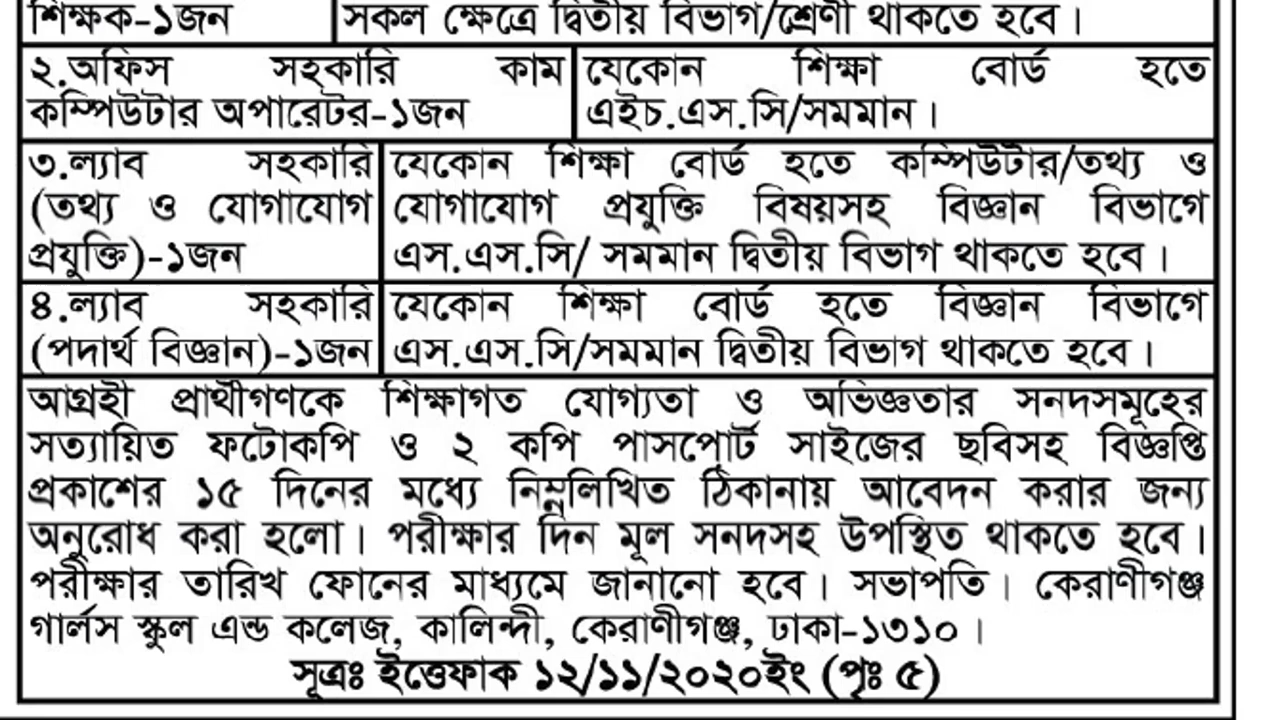 শিক্ষক-১জন
সকল ক্ষেত্রে দ্বিতীয় বিভাগ/শ্রেণী থাকতে হবে।
২.অফিস সহকারি কাম
কম্পিউটার অপারেটর-১জন
যেকোন শিক্ষা বোর্ড হতে
এইচ.এস.সি/সমমান।
৩.ল্যাব সহকারি
(তথ্য ও যোগাযোগ
প্রযুক্তি)-১জন
যেকোন শিক্ষা বোর্ড হতে কম্পিউটার/তথ্য ও
যোগাযোগ প্রযুক্তি বিষয়সহ বিজ্ঞান বিভাগে
এস.এস.সি/ সমমান দ্বিতীয় বিভাগ থাকতে হবে।
৪.ল্যাব সহকারি
(পদার্থ বিজ্ঞান)-১জন
যেকোন শিক্ষা বোর্ড হতে বিজ্ঞান বিভাগে
এস.এস.সি/সমমান দ্বিতীয় বিভাগ থাকতে হবে।
আগ্রহী প্রার্থীগণকে শিক্ষাগত যোগ্যতা ও অভিজ্ঞতার সনদসমূহের
সত্যায়িত ফটোকপি ও ২ কপি পাসপোর্ট সাইজের ছবিসহ বিজ্ঞপ্তি
প্রকাশের ১৫ দিনের মধ্যে নিম্নলিখিত ঠিকানায় আবেদন করার জন্য
অনুরোধ করা হলো। পরীক্ষার দিন মূল সনদসহ উপস্থিত থাকতে হবে।
পরীক্ষার তারিখ ফোনের মাধ্যমে জানানো হবে। সভাপতি। কেরাণীগঞ্জ
গার্লস স্কুল এন্ড কলেজ, কালিন্দী, কেরাণীগঞ্জ, ঢাকা-১৩১০।
সূত্রঃ ইত্তেফাক ১২/১১/২০২০ইং (পৃঃ ৫)